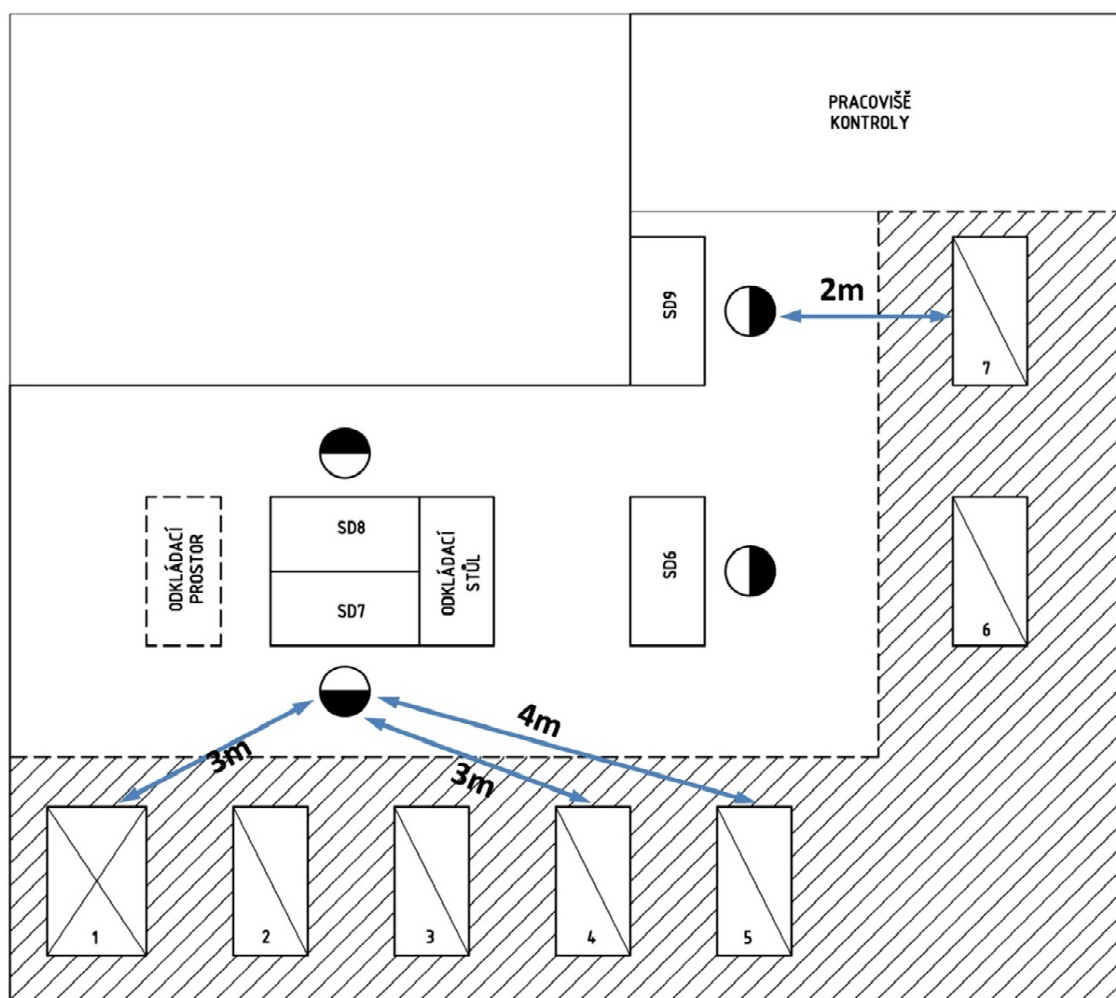 PRACOVIŠĚ
KONTROLY
SD9
2m
7
ODKLÁDACÍ
PROSTOR
SD8
SD7
ODKLÁDACÍ
STŮL
SD6
6
3m
3m
4m
1
2
3
4
5